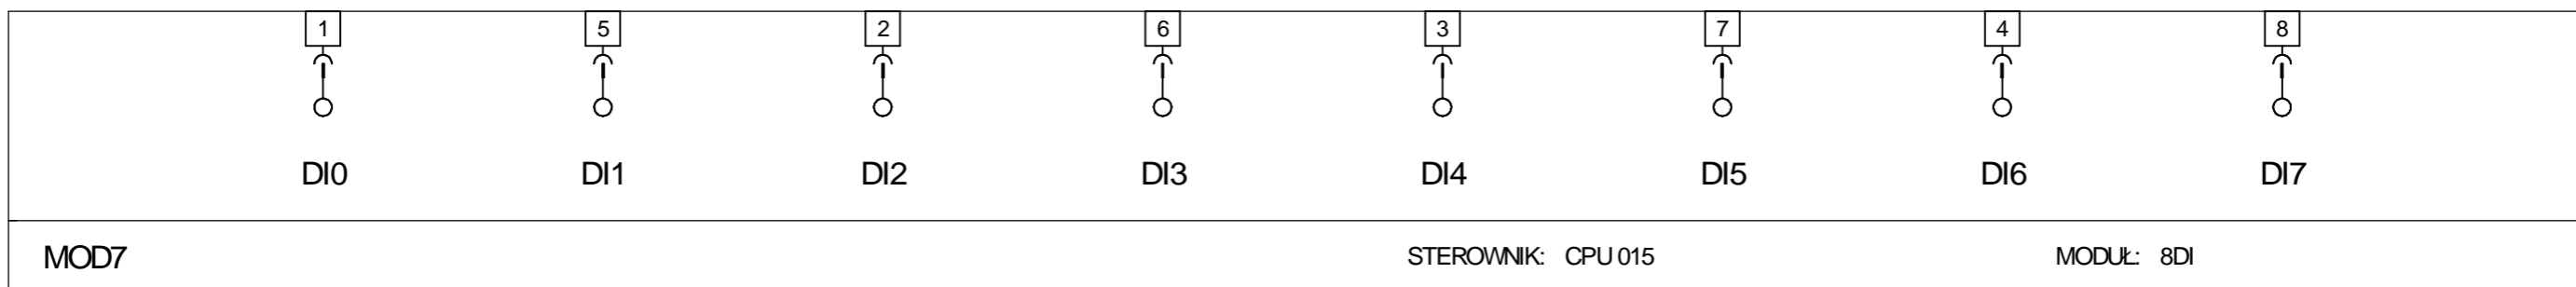 1 5 2 6 3 7 4 8
DI0 DI1 DI2 DI3 DI4 DI5 DI6 DI7
MOD7 STEROWNIK: CPU 015 MODUŁ: 8DI